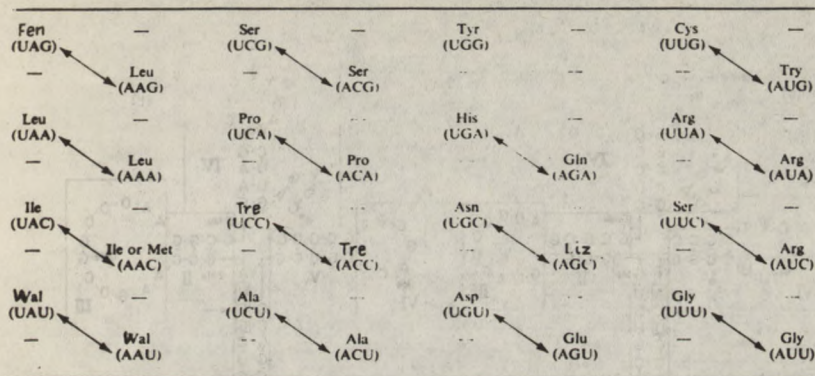 Fen — Ser — Tyr — Cys —
(UAG) (UCG) (UGG) (UUG)
— Leu — Ser — — — Try
(AAG) (ACG) (AUG)
Leu — Pro — His — Arg —
(UAA) (UCA) (UGA) (UUA)
— Leu — Pro — Gln — Arg
(AAA) (ACA) (AGA) (AUA)
Ile — Tre — Asn — Ser —
(UAC) (UCC) (UGC) (UUC)
— Ile or Met — Tre — Liz — Arg
(AAC) (ACC) (AGC) (AUC)
Wal — Ala — Asp — Gly —
(UAU) (UCU) (UGU) (UUU)
— Wal — Ala — Glu — Gly
(AAU) (ACU) (AGU) (AUU)